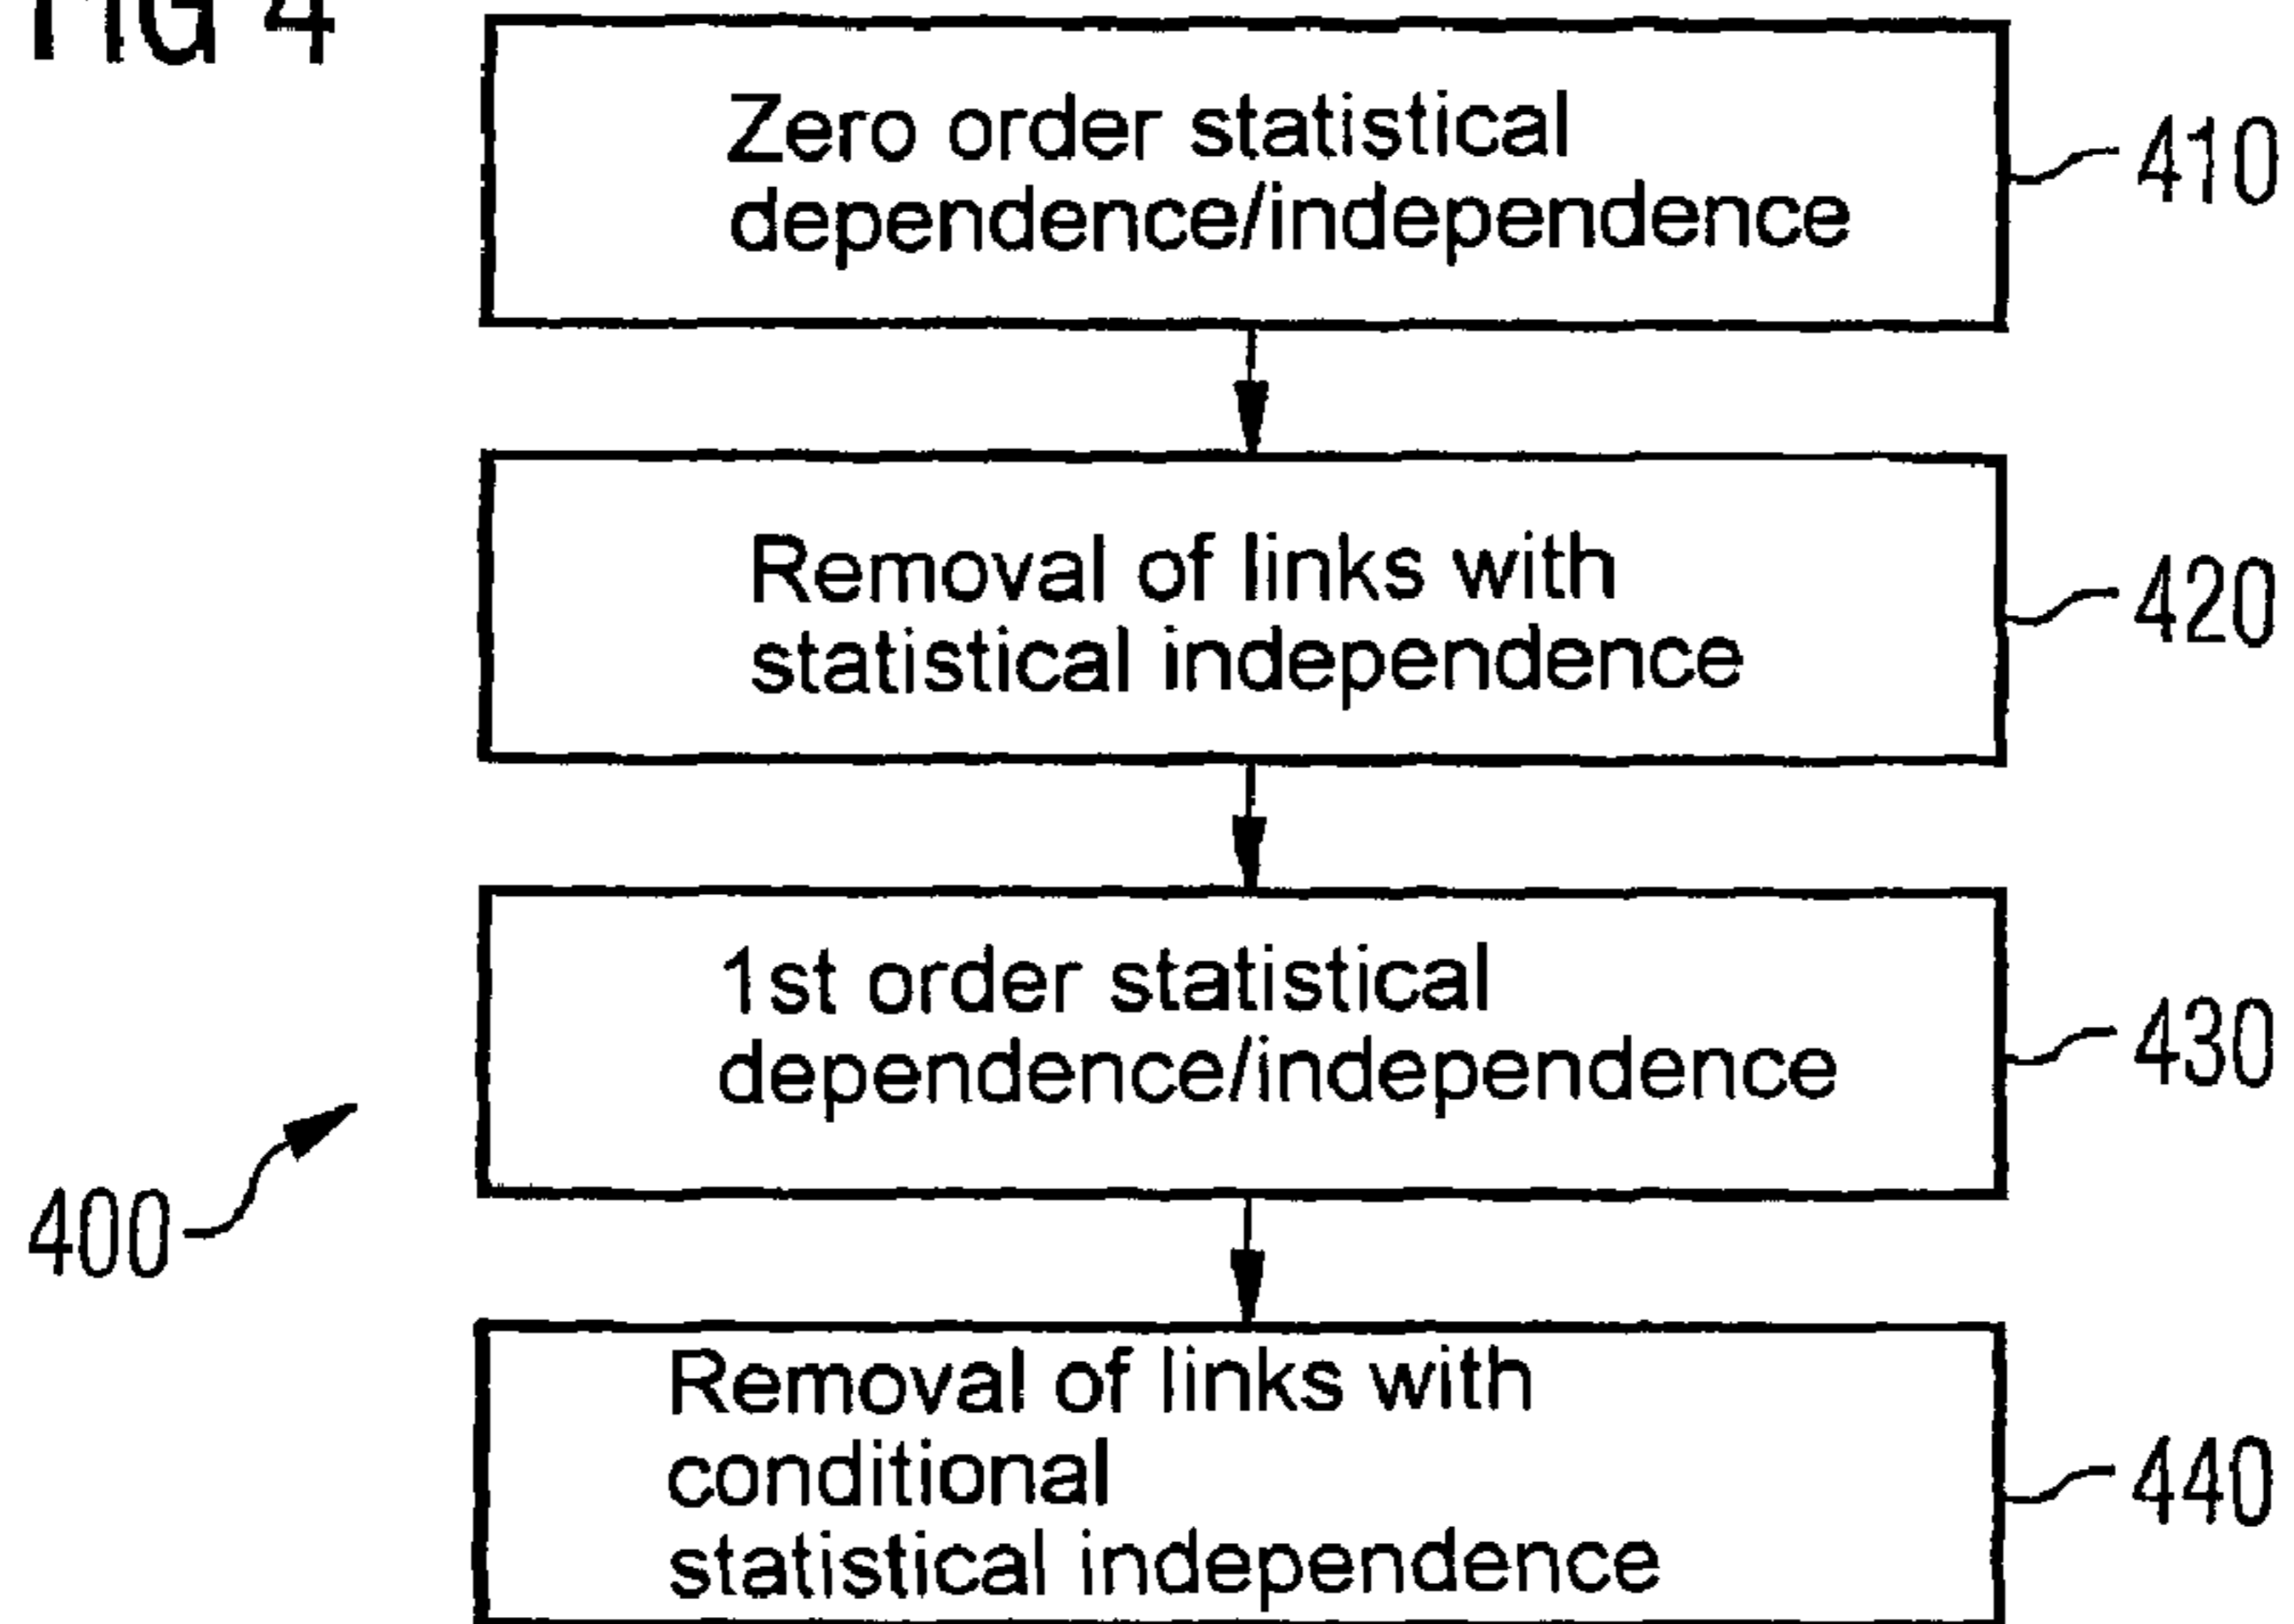 FIG 4
Zero order statistical
dependence/independence
410
Removal of links with
statistical independence
420
1st order statistical
dependence/independence
430
400
Removal of links with
conditional
statistical independence
440